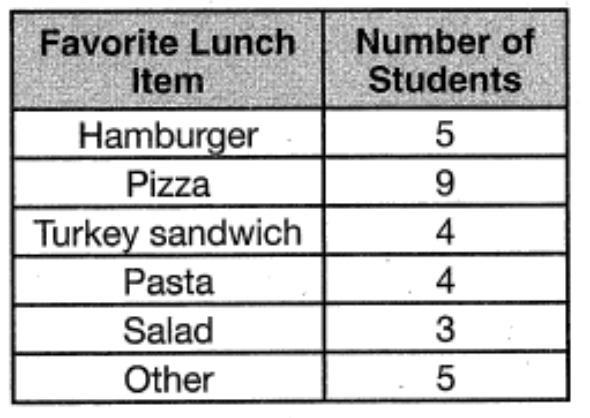 Favorite Lunch Number of
Item Students
Hamburger 5
Pizza 9
Turkey sandwich 4
Pasta 4
Salad 3
Other 5